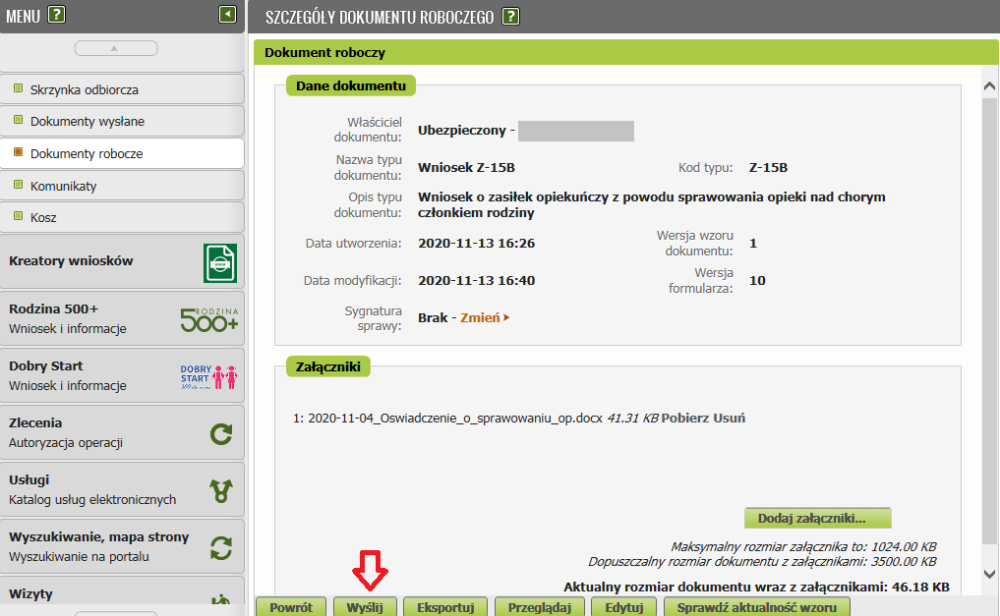 MENU ?
Skrzynka odbiorcza
Dokumenty wysłane
Dokumenty robocze
Komunikaty
Kosz
Kreatory wniosków
Rodzina 500+
Wniosek i informacje
RODZINA
500+
Dobry Start
Wniosek i informacje
DOBRY
START
Zlecenia
Autoryzacja operacji
Usługi
Katalog usług elektronicznych
Wyszukiwanie, mapa strony
Wyszukiwanie na portalu
Wizyty
SZCZEGÓŁY DOKUMENTU ROBOCZEGO ?
Dokument roboczy
Dane dokumentu
Właściciel
dokumentu:
Ubezpieczony -
Nazwa typu
dokumentu:
Wniosek Z-15B
Kod typu: Z-15B
Opis typu
dokumentu:
Wniosek o zasiłek opiekuńczy z powodu sprawowania opieki nad chorym
członkiem rodziny
Data utworzenia: 2020-11-13 16:26
Wersja wzoru
dokumentu:
1
Data modyfikacji: 2020-11-13 16:40
Wersja
formularza:
10
Sygnatura
sprawy:
Brak - Zmień
Załączniki
1: 2020-11-04_Oswiadczenie_o_sprawowaniu_op.docx 41.31 KB Pobierz Usuń
Dodaj załączniki...
Maksymalny rozmiar załącznika to: 1024.00 KB
Dopuszczalny rozmiar dokumentu z załącznikami: 3500.00 KB
Aktualny rozmiar dokumentu wraz z załącznikami: 46.18 KB
Powrót Wyślij Eksportuj Przeglądaj Edytuj Sprawdź aktualność wzoru